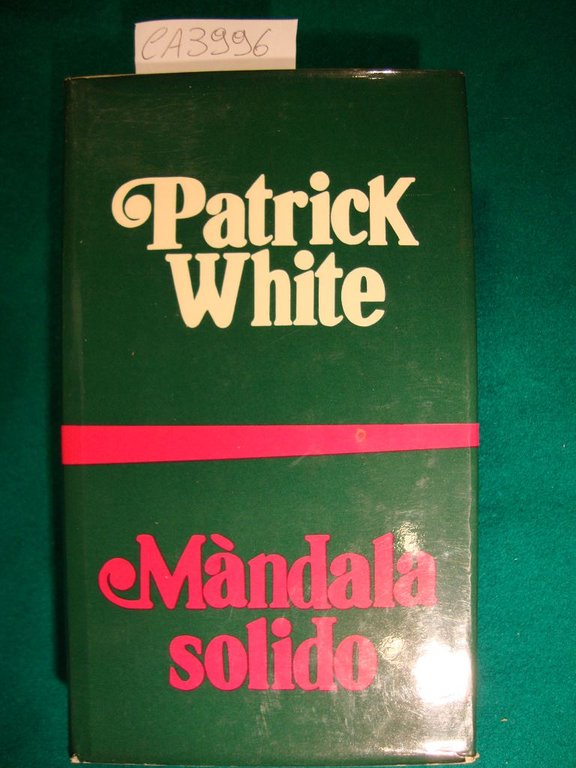 CA3996
Patrick
White
Màndala
solido